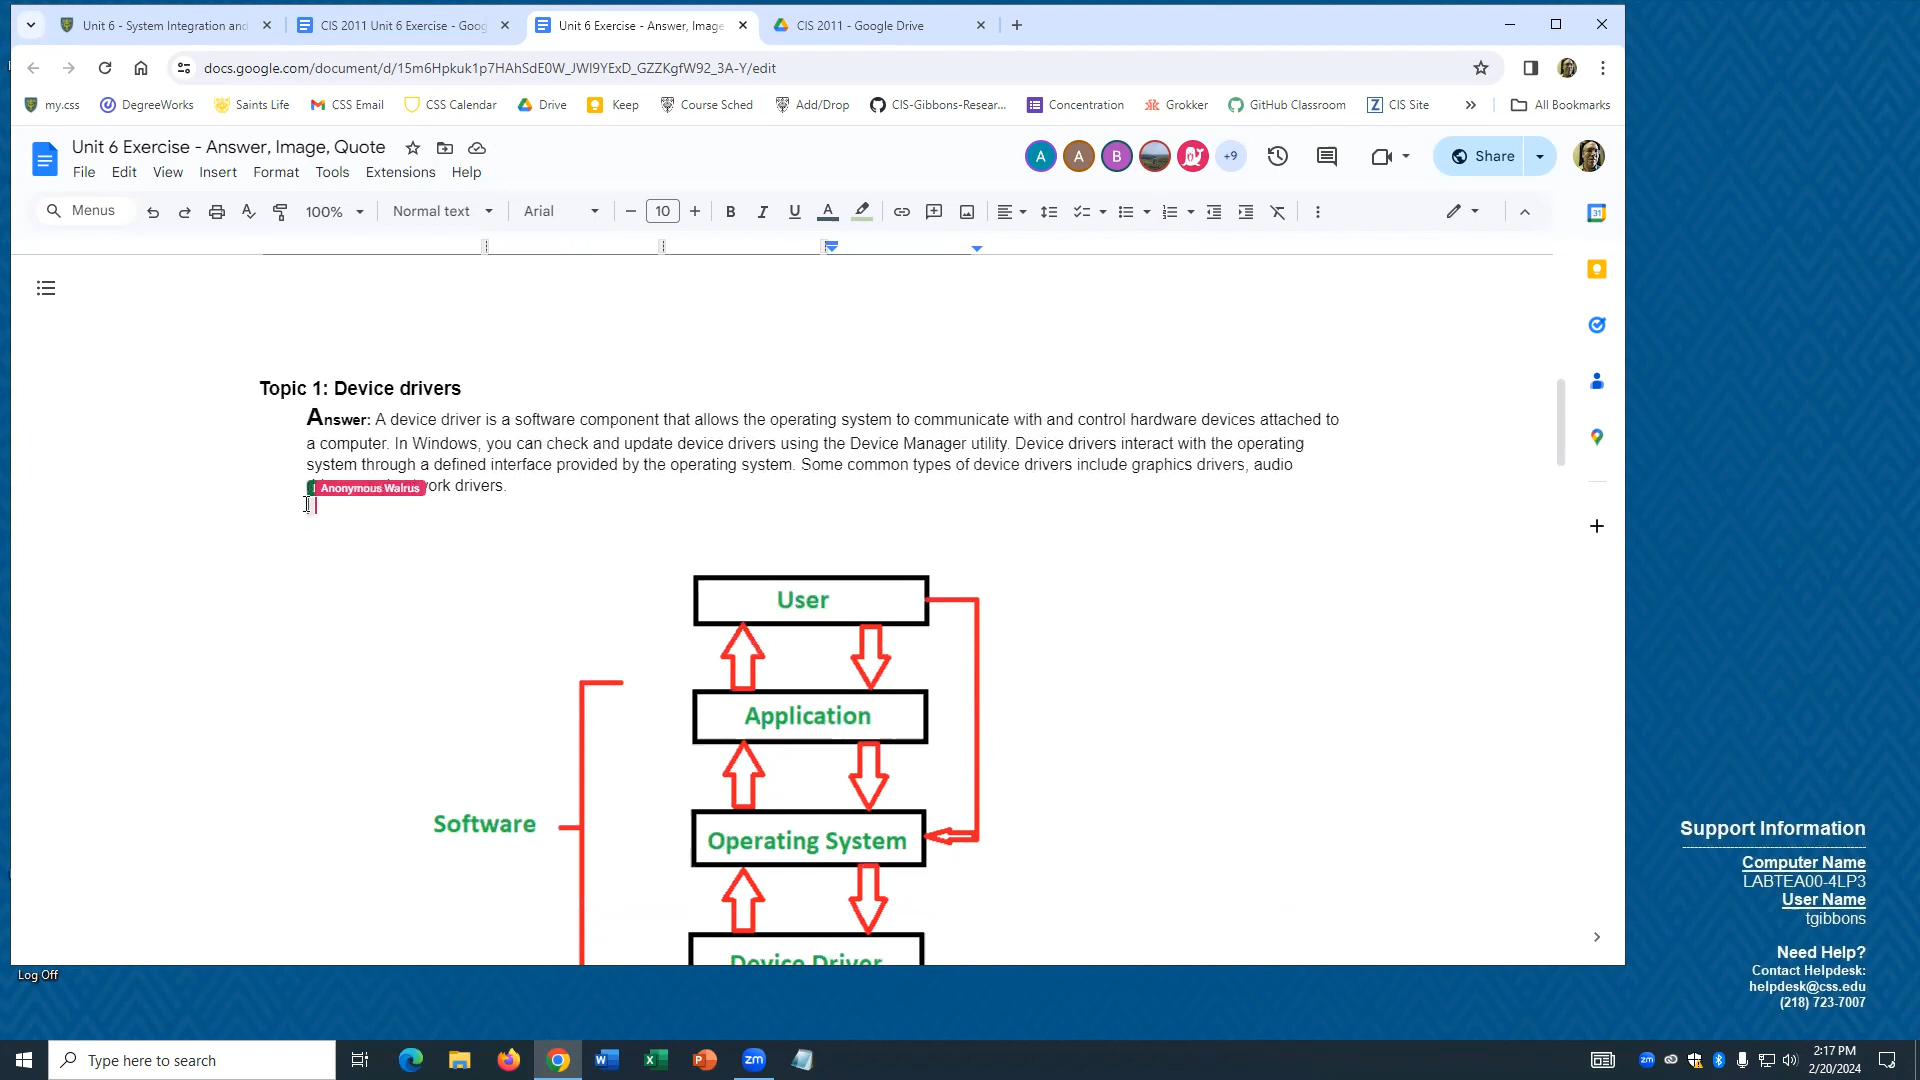 Unit 6 - System Integration and
CIS 2011 Unit 6 Exercise - Goog
Unit 6 Exercise - Answer, Image
CIS 2011 - Google Drive
docs.google.com/document/d/15m6Hpkuk1p7HAhSdE0W_JWI9YExD_GZZKgfW92_3A-Y/edit
my.css
DegreeWorks
Saints Life
CSS Email
CSS Calendar
Drive
Keep
Course Sched
Add/Drop
CIS-Gibbons-Resear...
Concentration
Grokker
GitHub Classroom
CIS Site
All Bookmarks
Unit 6 Exercise - Answer, Image, Quote
File Edit View Insert Format Tools Extensions Help
A A B +9
Share
Menus 100% Normal text Arial 10 B I U A
31
Topic 1: Device drivers
Answer: A device driver is a software component that allows the operating system to communicate with and control hardware devices attached to
a computer. In Windows, you can check and update device drivers using the Device Manager utility. Device drivers interact with the operating
system through a defined interface provided by the operating system. Some common types of device drivers include graphics drivers, audio
Anonymous Walrus
drivers.
User
Application
Software
Operating System
Device Driver
Log Off
Support Information
Computer Name
LABTEA00-4LP3
User Name
tgibbons
Need Help?
Contact Helpdesk:
helpdesk@css.edu
(218) 723-7007
Type here to search
zm
zm
2:17 PM
2/20/2024